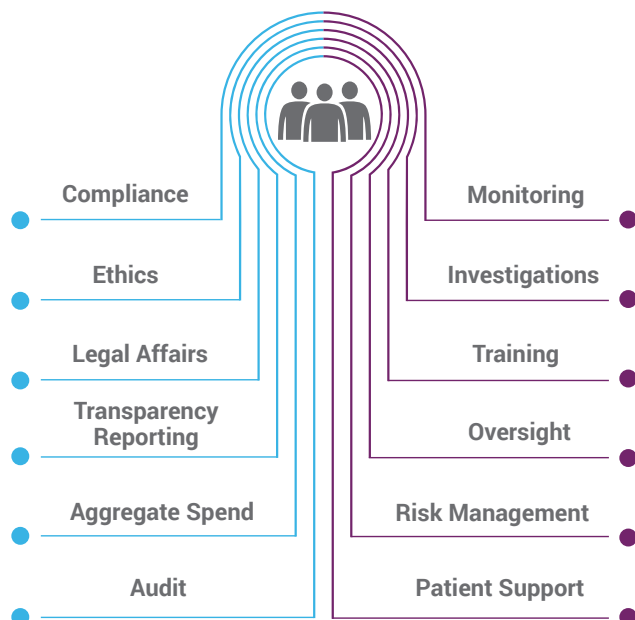 Compliance
Monitoring
Ethics
Investigations
Legal Affairs
Training
Transparency
Reporting
Oversight
Aggregate Spend
Risk Management
Audit
Patient Support